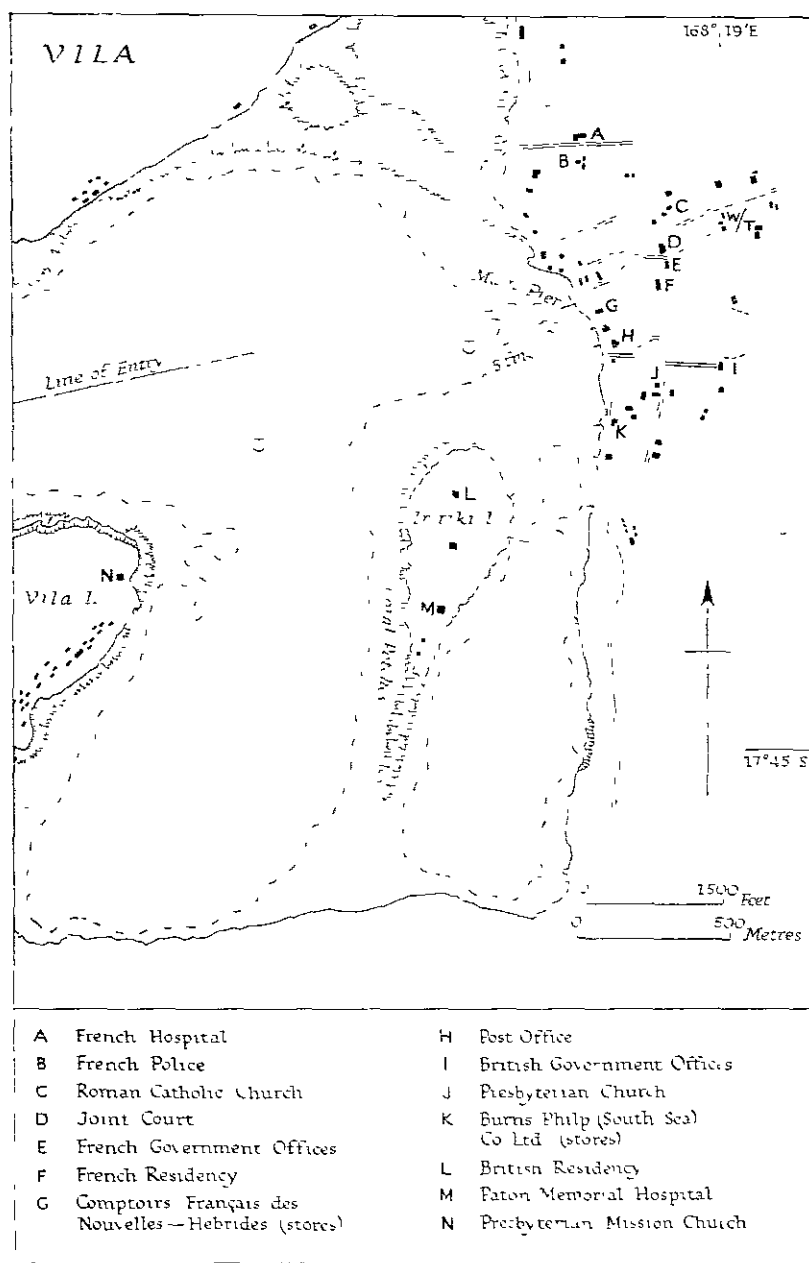 VILA
168° 19'E
A
B
C
W/T
D
E
F
Pier
G
H
5 fm
Line of Entry
J
I
K
L
N
Vila I.
M
17°45 S
0 1500 Feet
0 500 Metres
A French Hospital
B French Police
C Roman Catholic Church
D Joint Court
E French Government Offices
F French Residency
G Comptoirs Français des
Nouvelles—Hebrides (stores)
H Post Office
I British Government Offices
J Presbyterian Church
K Burns Philp (South Sea)
Co Ltd (stores)
L British Residency
M Paton Memorial Hospital
N Presbyterian Mission Church